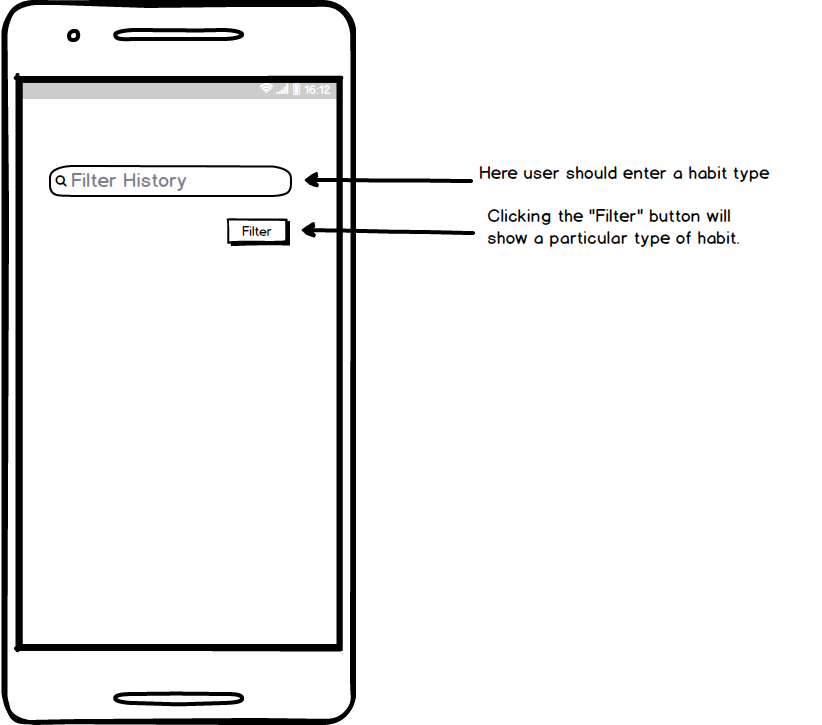 16:12
Filter History
Here user should enter a habit type
Filter
Clicking the "Filter" button will
show a particular type of habit.